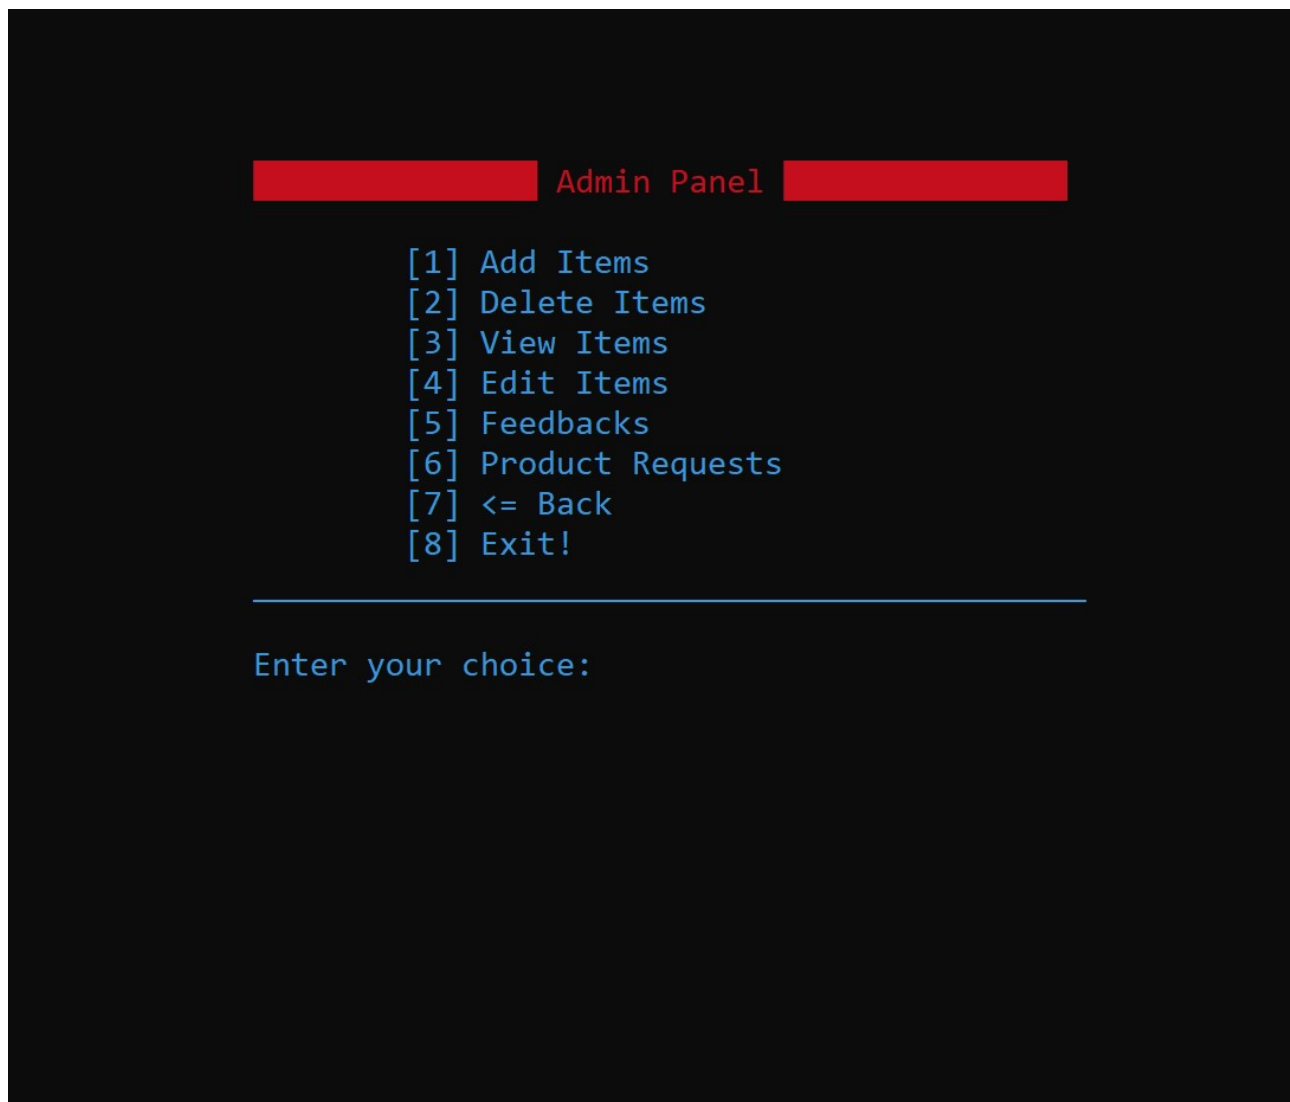 Admin Panel
[1] Add Items
[2] Delete Items
[3] View Items
[4] Edit Items
[5] Feedbacks
[6] Product Requests
[7] <= Back
[8] Exit!
Enter your choice: